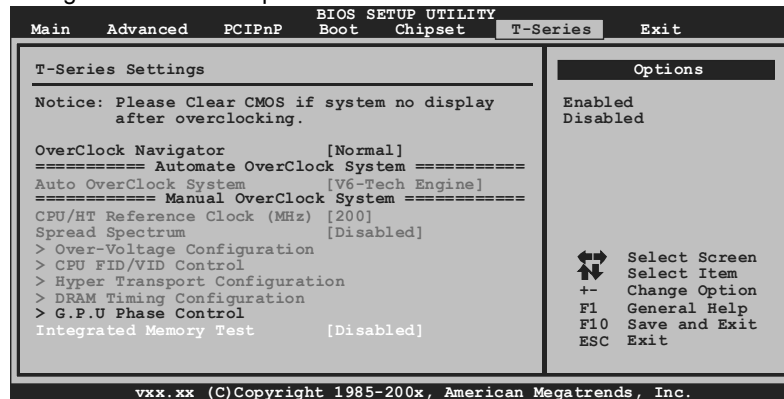 BIOS SETUP UTILITY
Main Advanced PCIPnP Boot Chipset T-Series Exit
T-Series Settings
Notice: Please Clear CMOS if system no display
after overclocking.
OverClock Navigator [Normal]
=========== Automate OverClock System ===========
Auto OverClock System [V6-Tech Engine]
============ Manual OverClock System ============
CPU/HT Reference Clock (MHz) [200]
Spread Spectrum [Disabled]
> Over-Voltage Configuration
> CPU FID/VID Control
> Hyper Transport Configuration
> DRAM Timing Configuration
> G.P.U Phase Control
Integrated Memory Test [Disabled]
Options
Enabled
Disabled
Select Screen
Select Item
+- Change Option
F1 General Help
F10 Save and Exit
ESC Exit
vxx.xx (C)Copyright 1985-200x, American Megatrends, Inc.